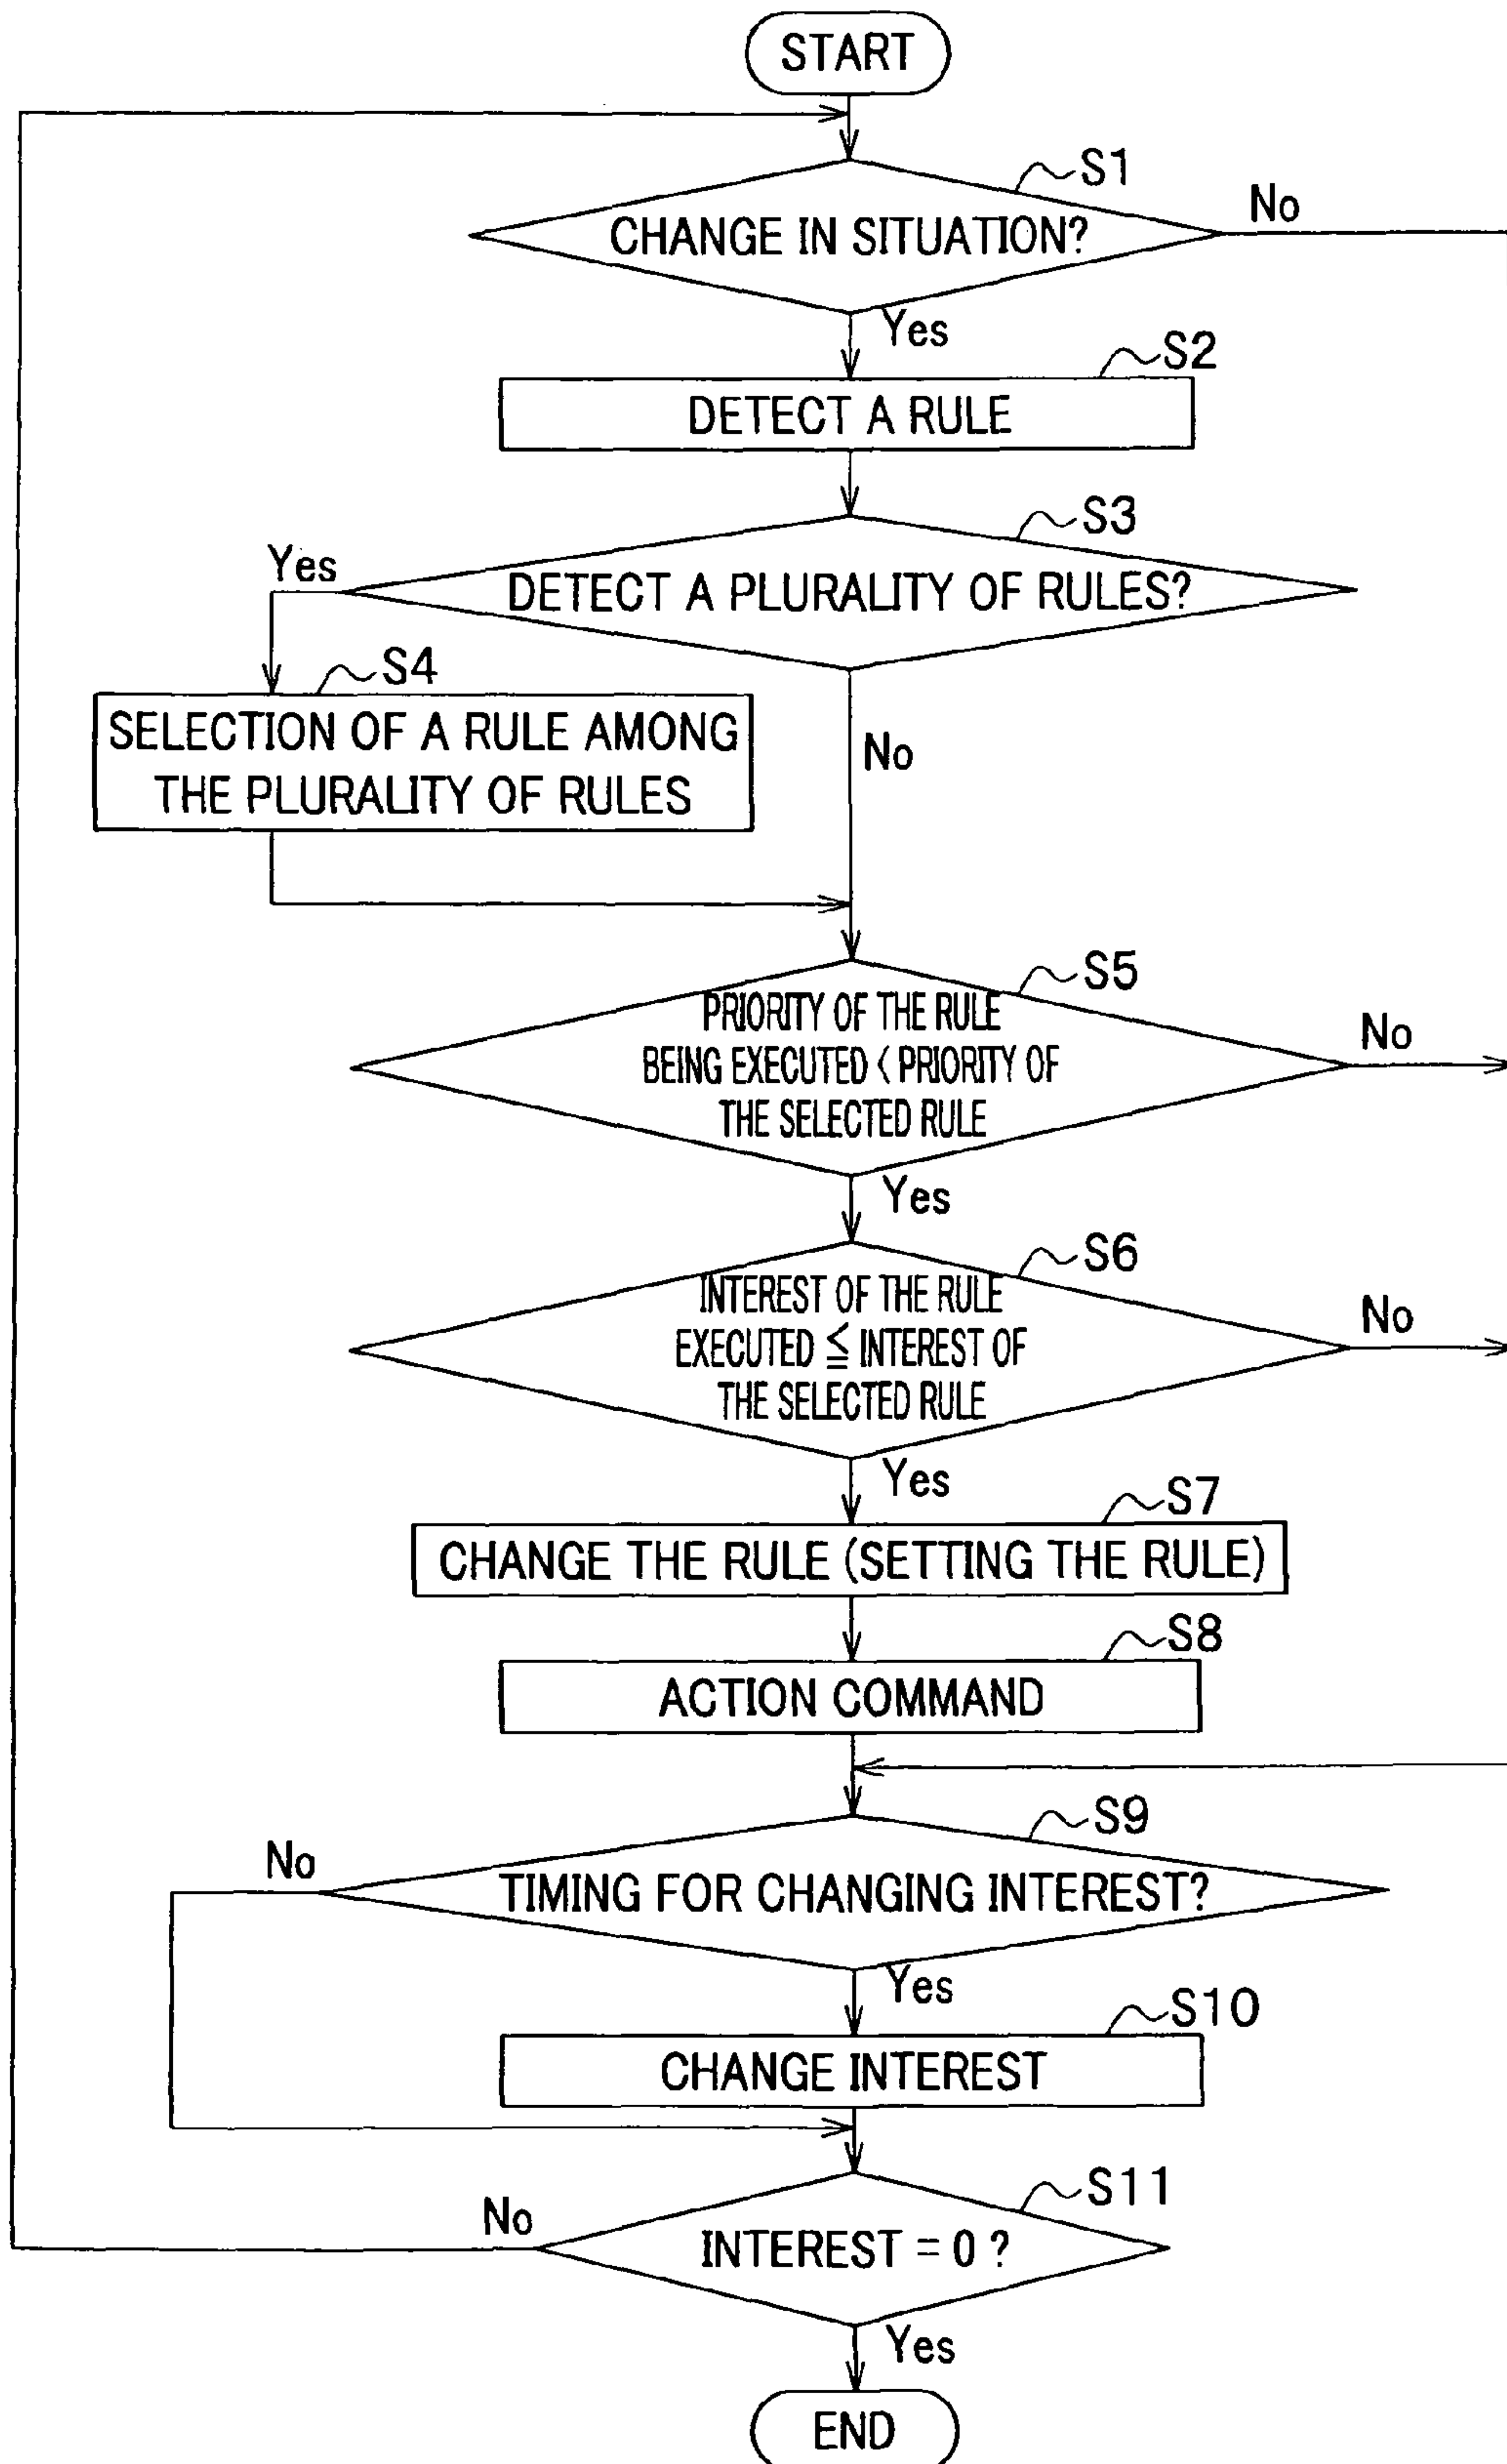 START
S1
CHANGE IN SITUATION?
No
Yes
S2
DETECT A RULE
S3
Yes
DETECT A PLURALITY OF RULES?
S4
SELECTION OF A RULE AMONG
THE PLURALITY OF RULES
No
S5
PRIORITY OF THE RULE
BEING EXECUTED < PRIORITY OF
THE SELECTED RULE
No
Yes
S6
INTEREST OF THE RULE
EXECUTED ≦ INTEREST OF
THE SELECTED RULE
No
Yes
S7
CHANGE THE RULE (SETTING THE RULE)
S8
ACTION COMMAND
S9
No
TIMING FOR CHANGING INTEREST?
Yes
S10
CHANGE INTEREST
S11
No
INTEREST = 0 ?
Yes
END